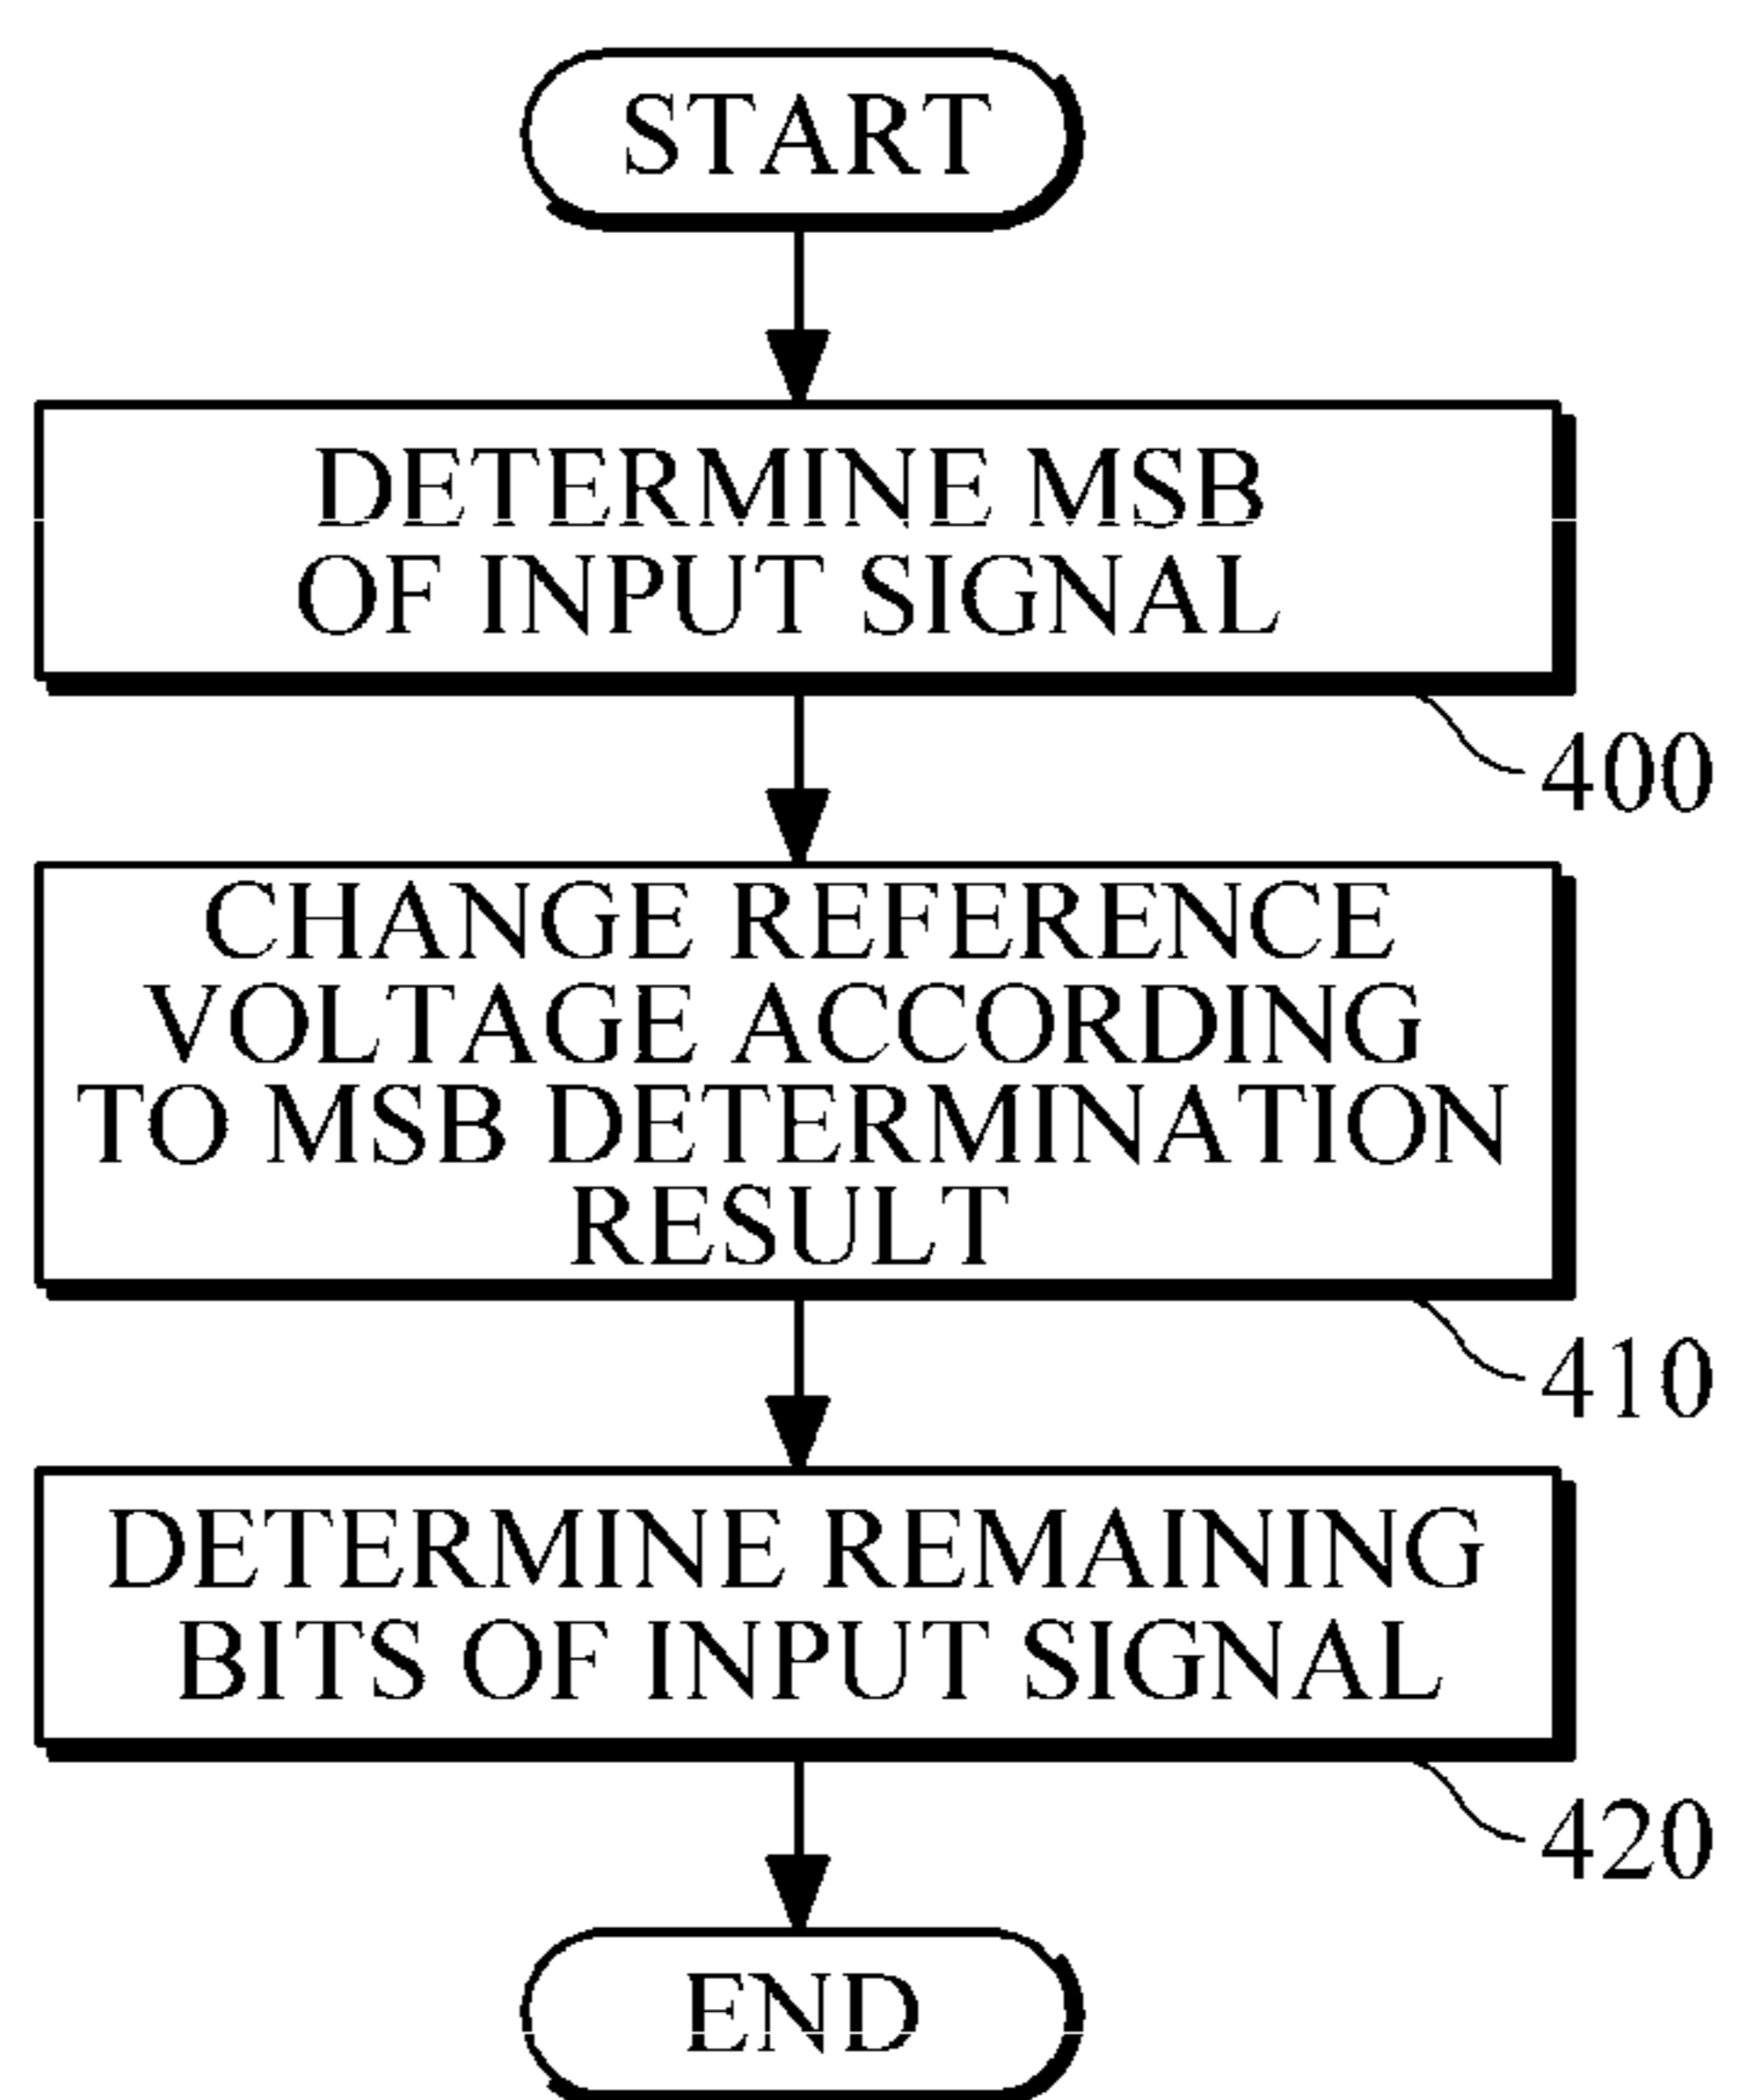 START
DETERMINE MSB
OF INPUT SIGNAL
400
CHANGE REFERENCE
VOLTAGE ACCORDING
TO MSB DETERMINATION
RESULT
410
DETERMINE REMAINING
BITS OF INPUT SIGNAL
420
END